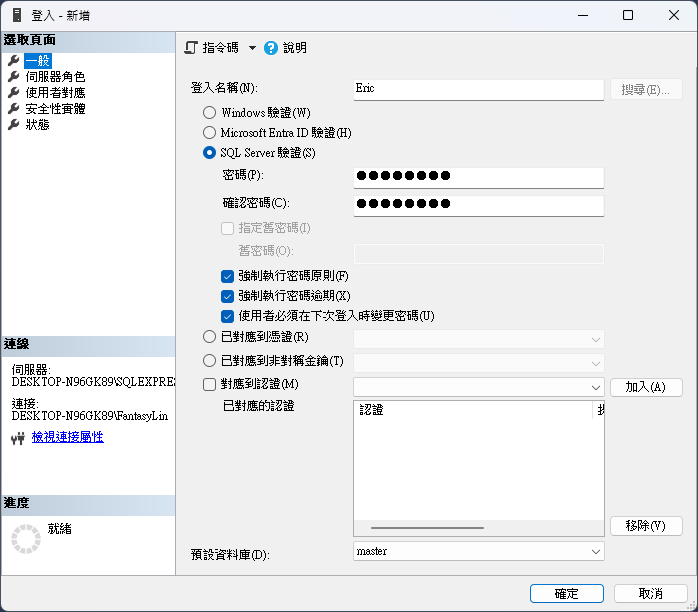 登入 - 新增
選取頁面
一般
伺服器角色
使用者對應
安全性實體
狀態
指令碼 說明
登入名稱(N): Eric 搜尋(E)...
Windows 驗證(W)
Microsoft Entra ID 驗證(H)
SQL Server 驗證(S)
密碼(P): ●●●●●●●●
確認密碼(C): ●●●●●●●●
指定舊密碼(I)
舊密碼(O):
強制執行密碼原則(F)
強制執行密碼逾期(X)
使用者必須在下次登入時變更密碼(U)
已對應到憑證(R)
已對應到非對稱金鑰(T)
對應到認證(M) 加入(A)
已對應的認證
認證
移除(V)
預設資料庫(D): master
連線
伺服器:
DESKTOP-N96GK89\SQLEXPRE
連接:
DESKTOP-N96GK89\FantasyLin
檢視連接屬性
進度
就緒
確定 取消